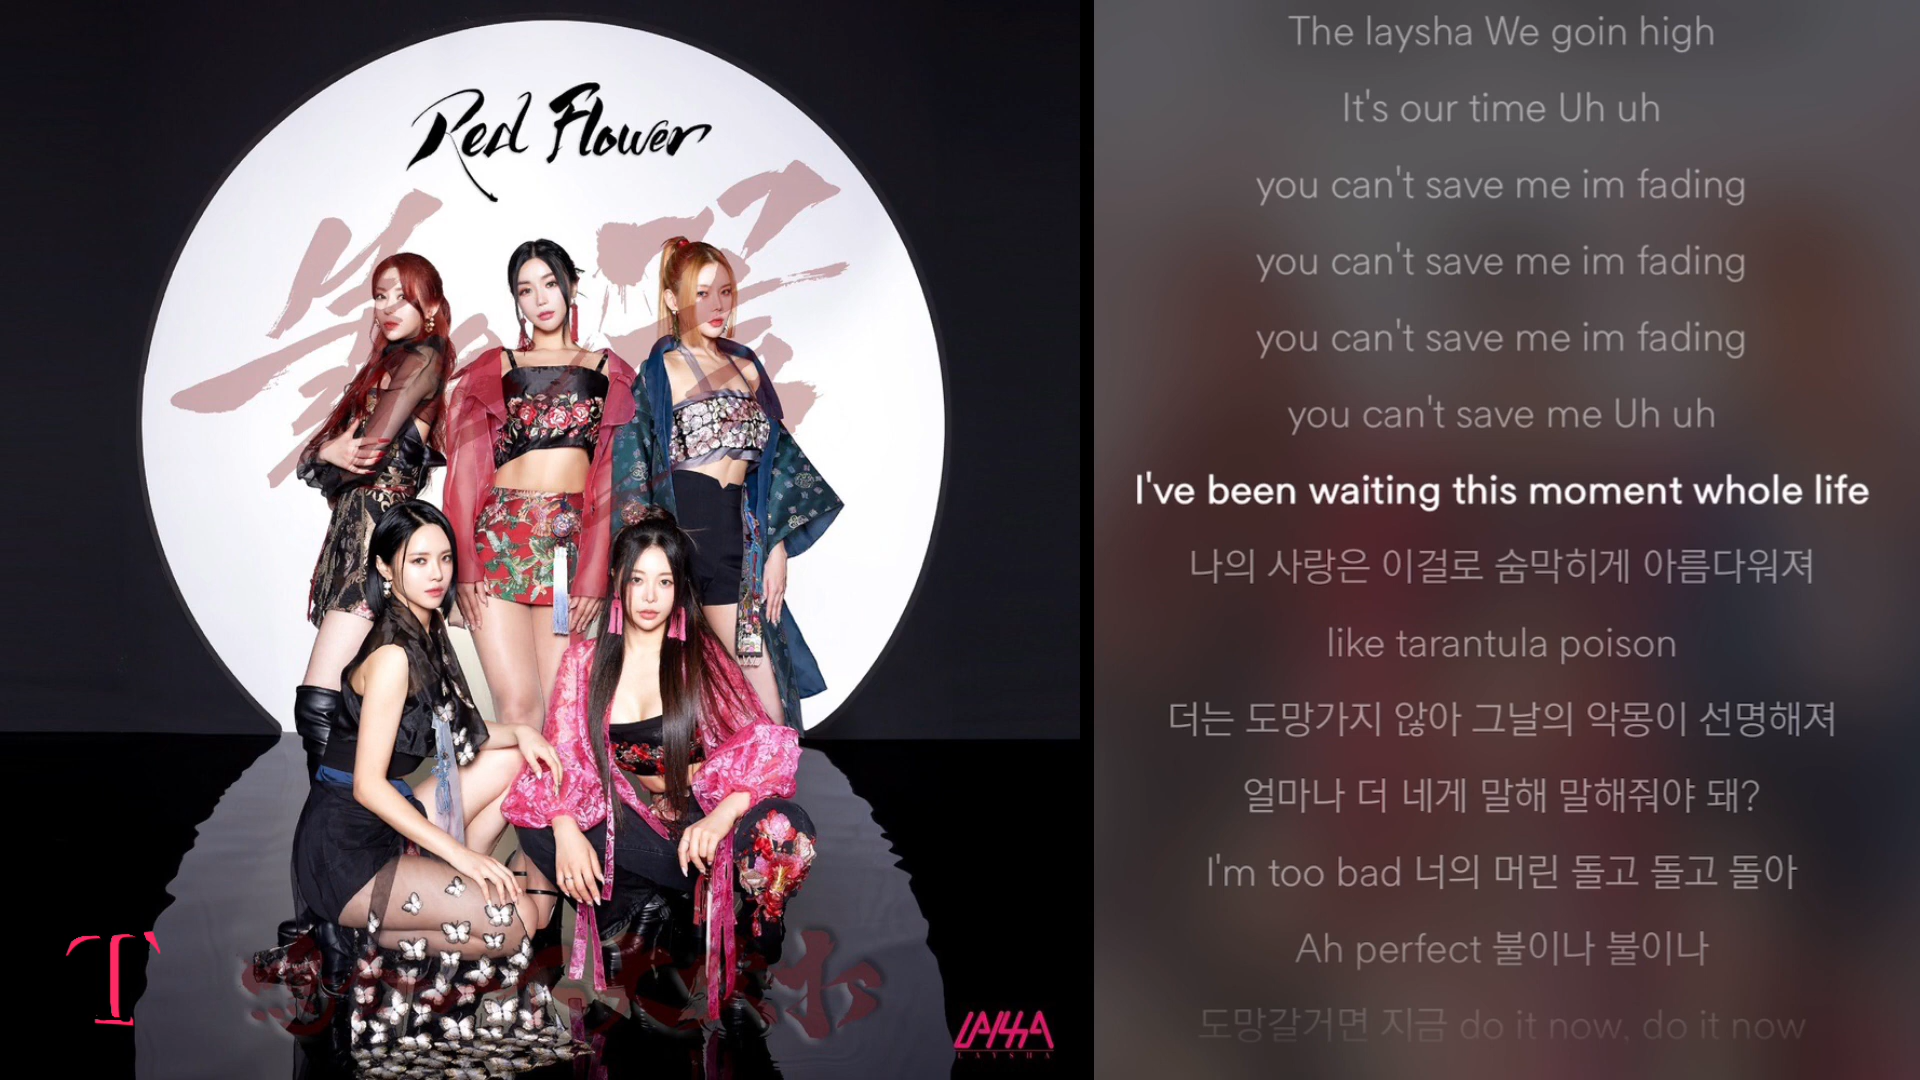 Red Flower
T
LAYSHA
LAYSHA
The laysha We goin high
It's our time Uh uh
you can't save me im fading
you can't save me im fading
you can't save me im fading
you can't save me Uh uh
I've been waiting this moment whole life
나의 사랑은 이걸로 숨막히게 아름다워져
like tarantula poison
더는 도망가지 않아 그날의 악몽이 선명해져
얼마나 더 네게 말해 말해줘야 돼?
I'm too bad 너의 머린 돌고 돌고 돌아
Ah perfect 불이나 불이나
도망갈거면 지금 do it now, do it now